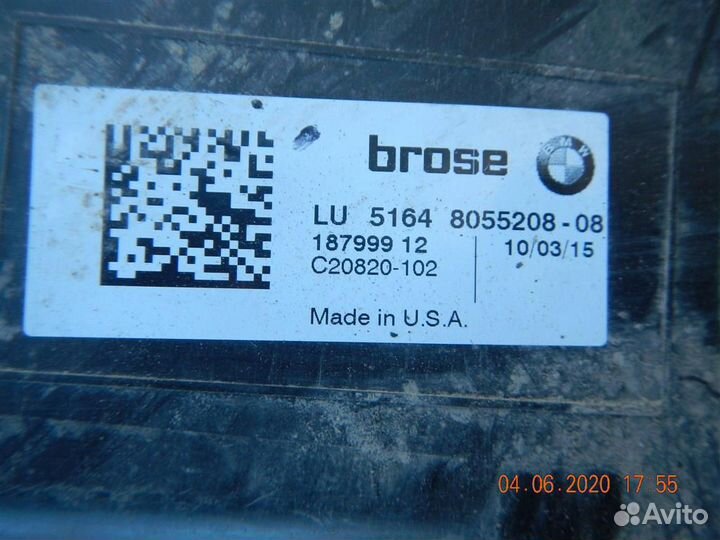 brose
BMW
LU 5164 8055208-08
187999 12
10/03/15
C20820-102
Made in U.S.A.
04.06.2020 17:55
Avito